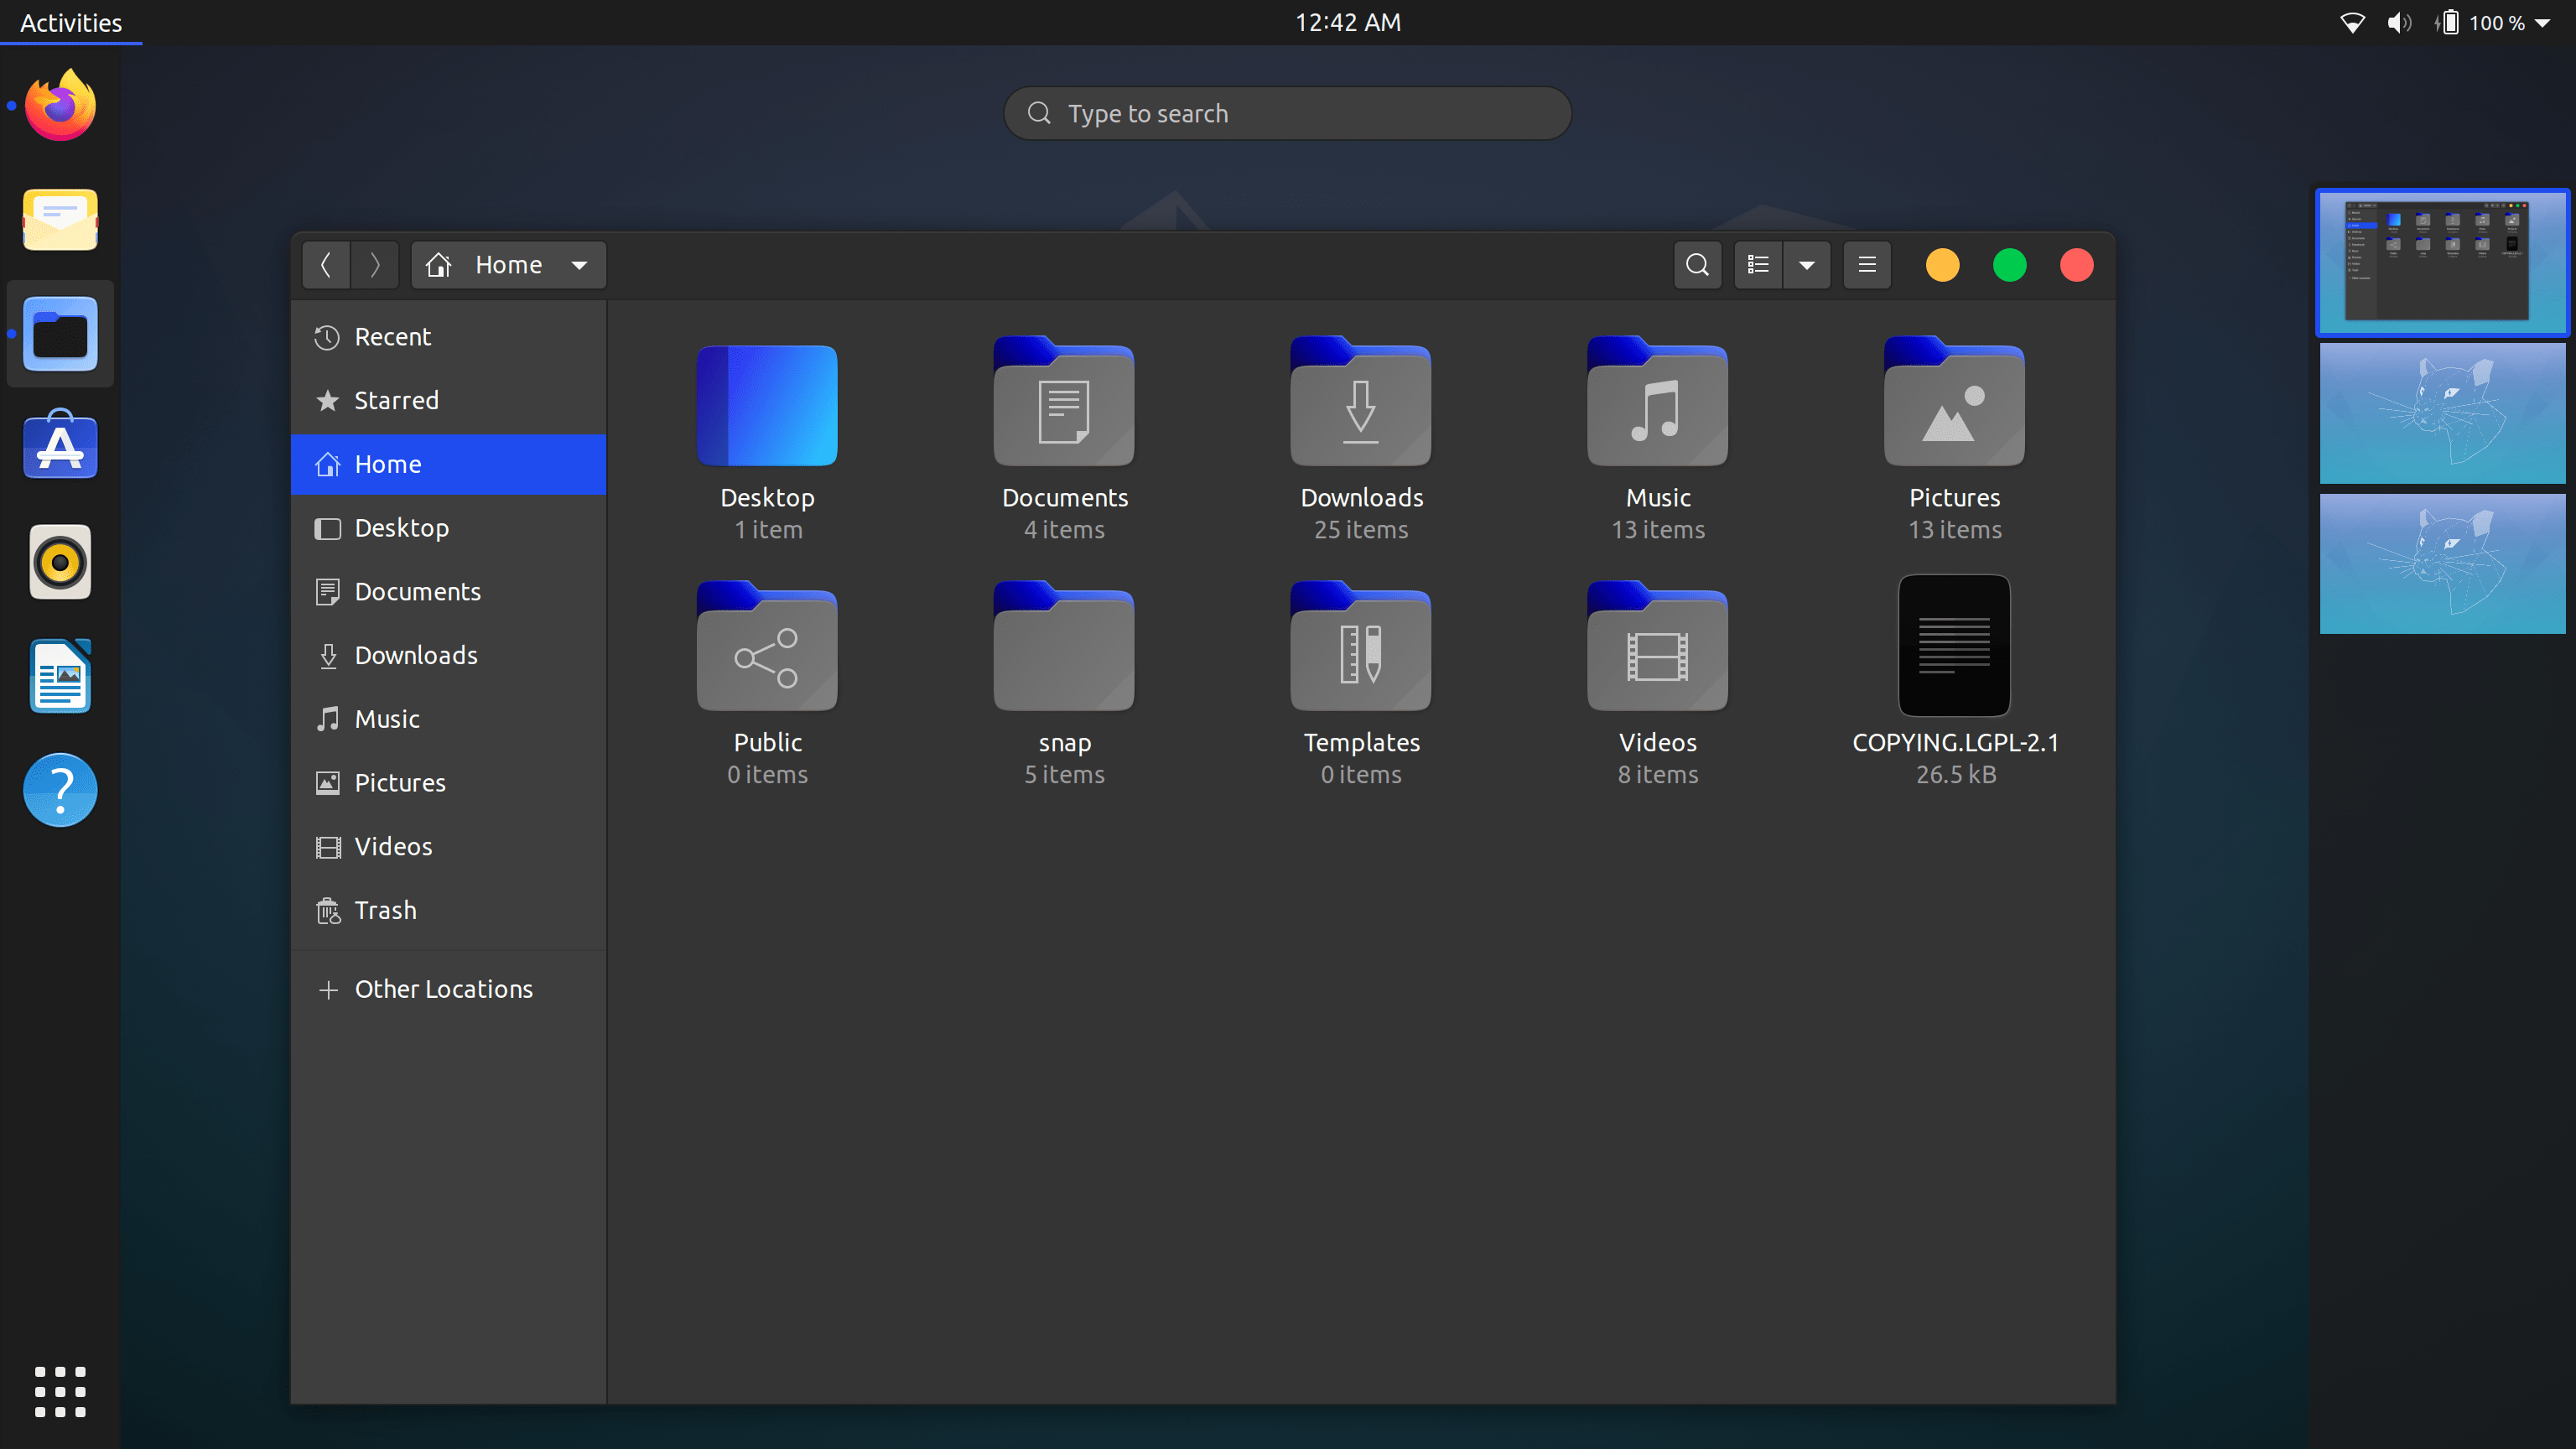 Activities
12:42 AM
100 %
Type to search
Home
Recent
Starred
Home
Desktop
Documents
Downloads
Music
Pictures
Videos
Trash
Other Locations
Desktop
1 item
Documents
4 items
Downloads
25 items
Music
13 items
Pictures
13 items
Public
0 items
snap
5 items
Templates
0 items
Videos
8 items
COPYING.LGPL-2.1
26.5 kB